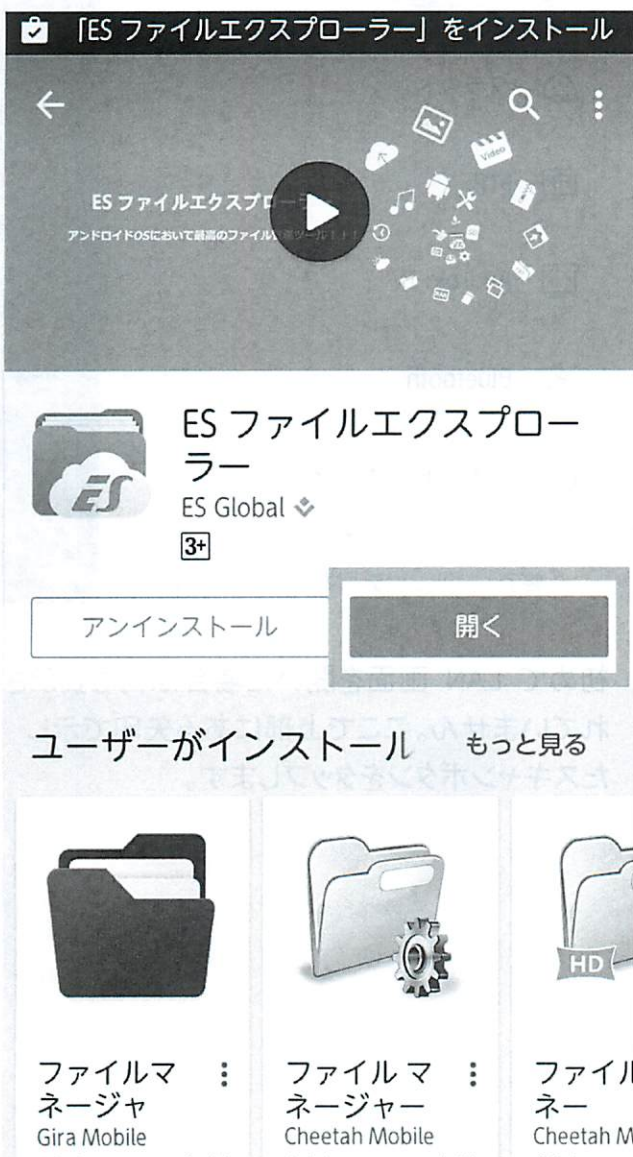 「ES ファイルエクスプローラー」をインストール
Video
ES ファイルエクスプロー
アンドロイドOSにおいて最高のファイル
ES
ES ファイルエクスプロー
ラー
ES Global
3+
アンインストール
開く
ユーザーがインストール
もっと見る
HD
ファイルマ
ネージャ
Gira Mobile
ファイル マ
ネージャー
Cheetah Mobile
ファイル
ネー
Cheetah M